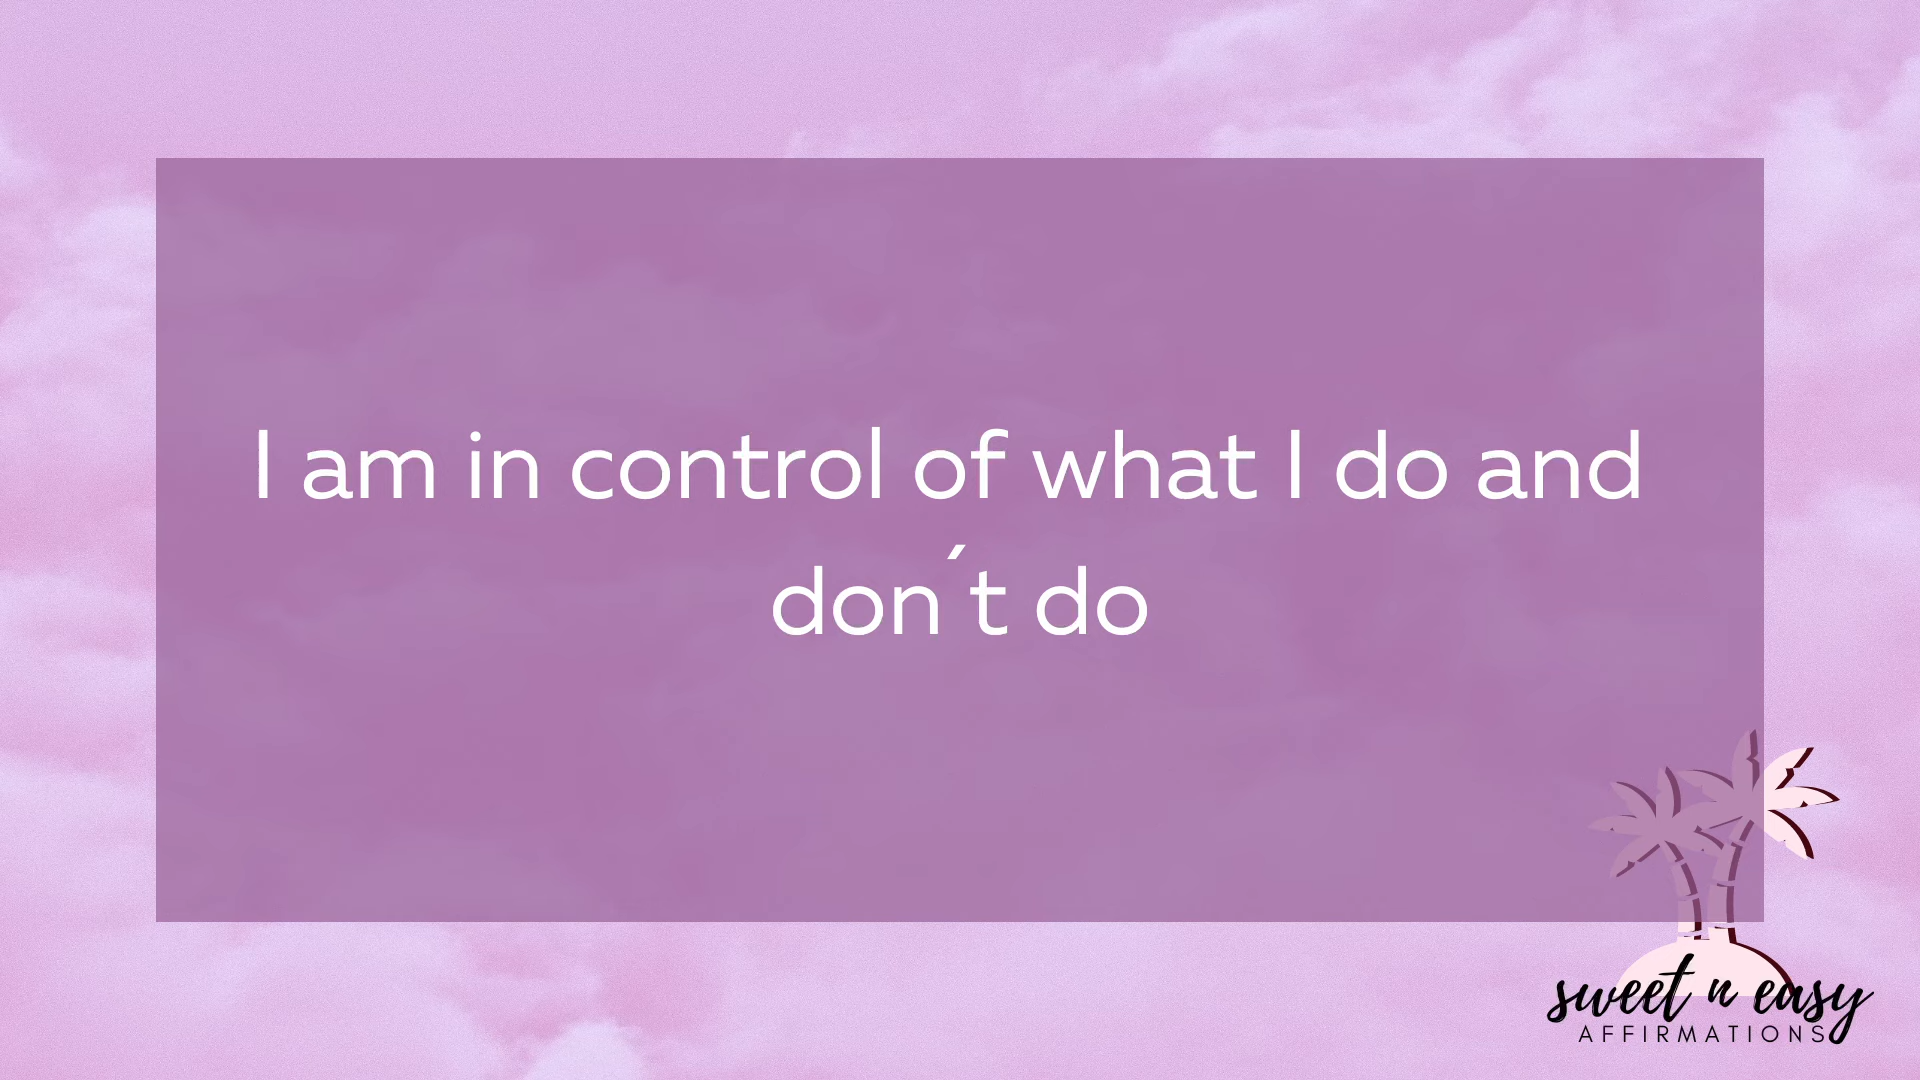 I am in control of what I do and
don´t do
sweet n easy
AFFIRMATIONS